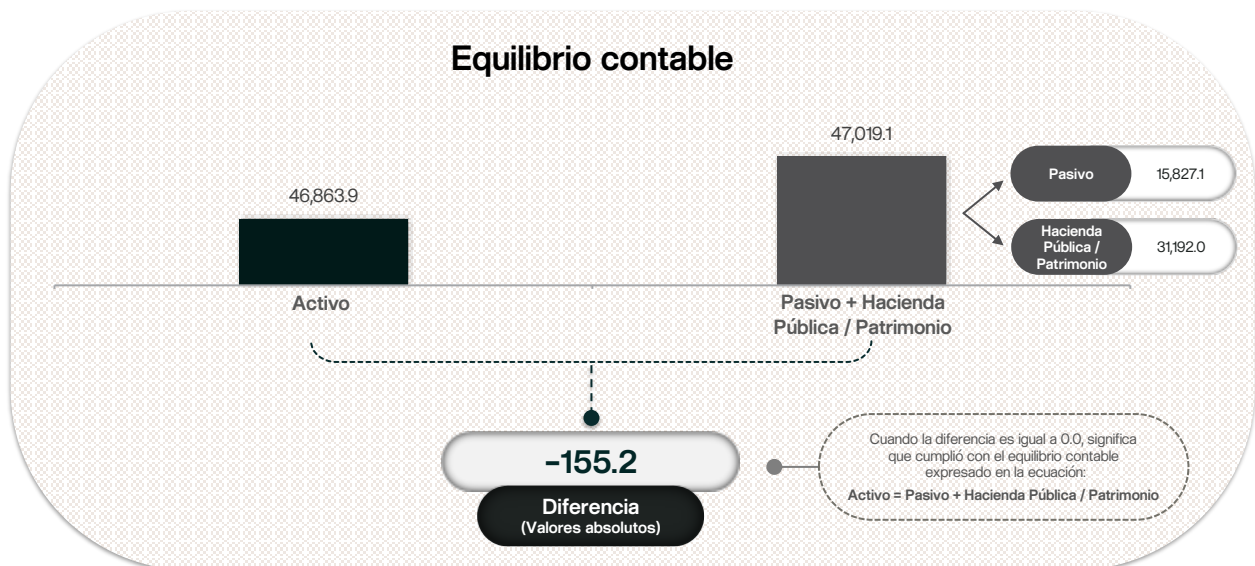 Equilibrio contable
47,019.1
46,863.9
Pasivo
15,827.1
Hacienda
Pública /
Patrimonio
31,192.0
Activo
Pasivo + Hacienda
Pública / Patrimonio
-155.2
Diferencia
(Valores absolutos)
Cuando la diferencia es igual a 0.0, significa
que cumplió con el equilibrio contable
expresado en la ecuación:
Activo = Pasivo + Hacienda Pública / Patrimonio